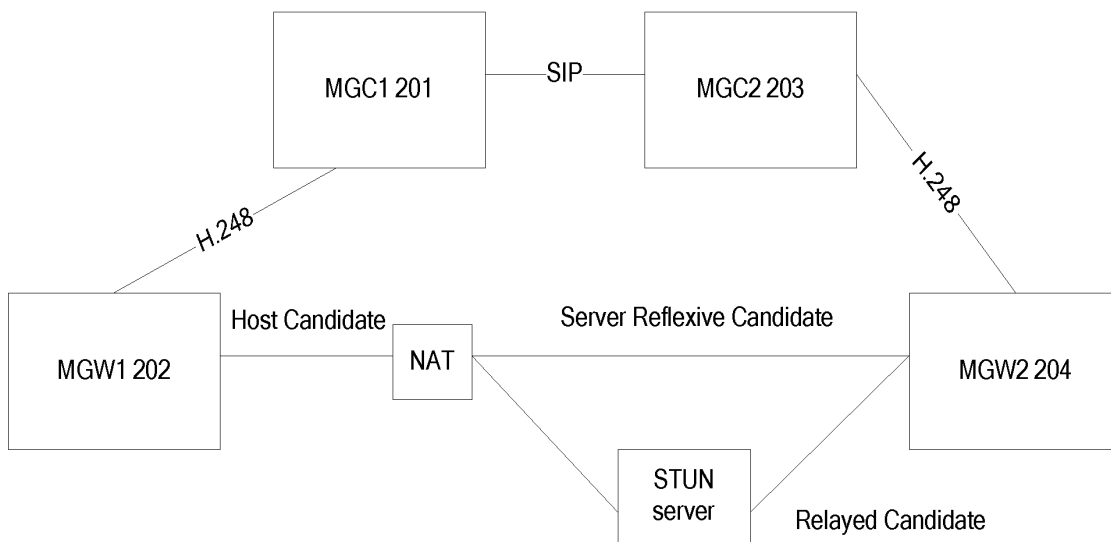 MGC1 201
SIP
MGC2 203
H.248
H.248
Host Candidate
Server Reflexive Candidate
MGW1 202
NAT
MGW2 204
STUN
server
Relayed Candidate